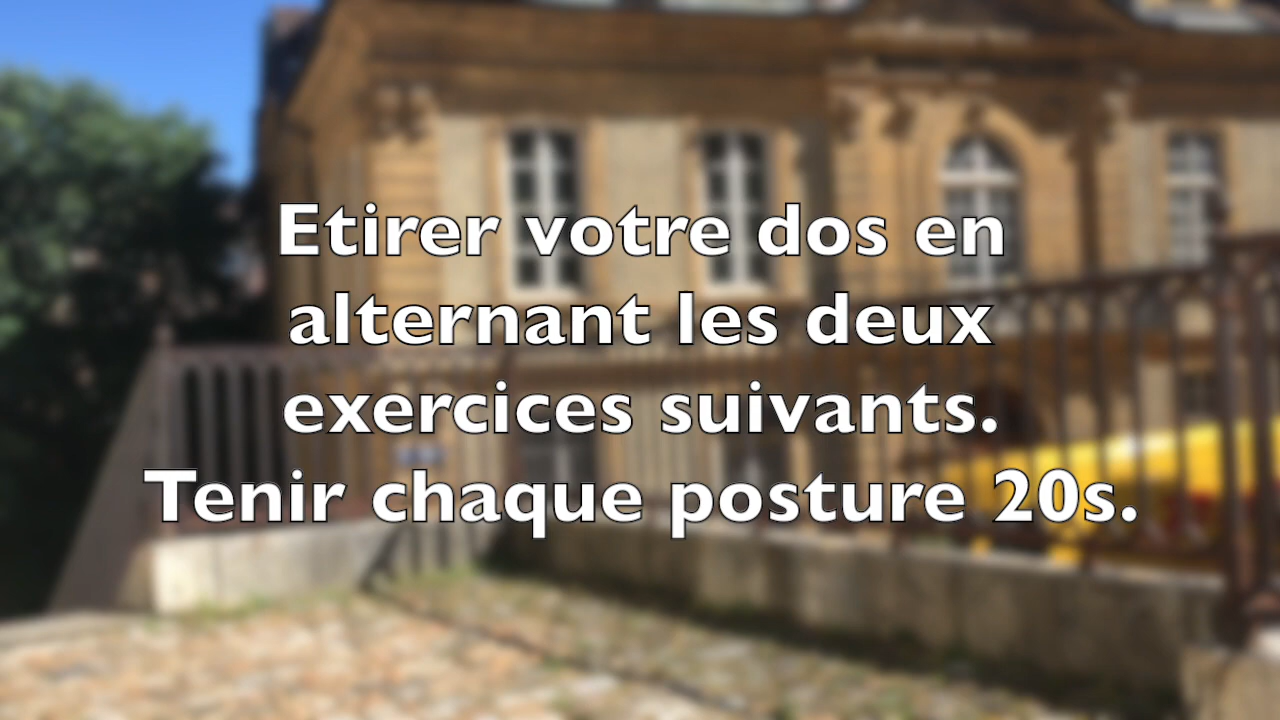 Etirer votre dos en
alternant les deux
exercices suivants.
Tenir chaque posture 20s.